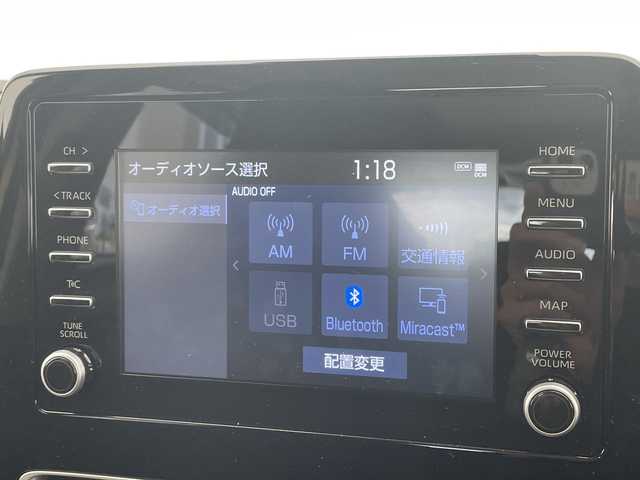 CH >
< TRACK
PHONE
T&C
TUNE
SCROLL
オーディオソース選択
1:18
DCM
DCM
AUDIO OFF
オーディオ選択
AM
FM
交通情報
USB
Bluetooth
Miracast™
配置変更
HOME
MENU
AUDIO
MAP
POWER
VOLUME